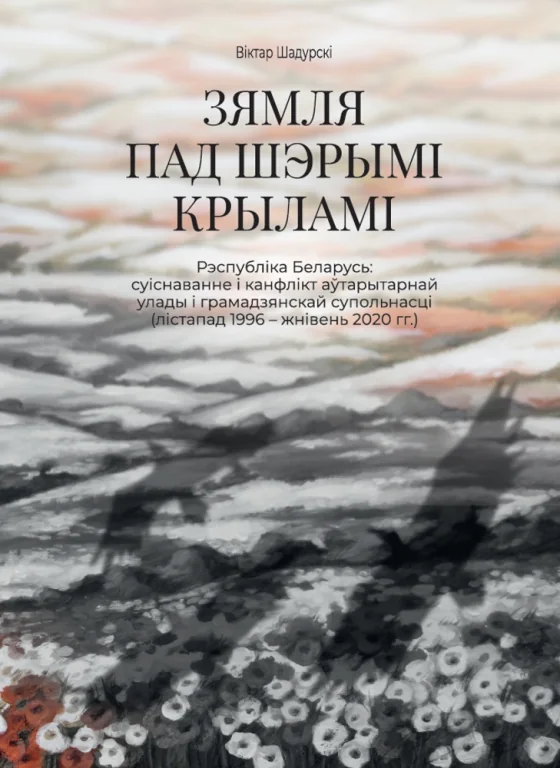 Віктар Шадурскі
ЗЯМЛЯ
ПАД ШЭРЫМІ
КРЫЛАМІ
Рэспубліка Беларусь:
суіснаванне і канфлікт аўтарытарнай
улады і грамадзянскай супольнасці
(лістапад 1996 – жнівень 2020 гг.)